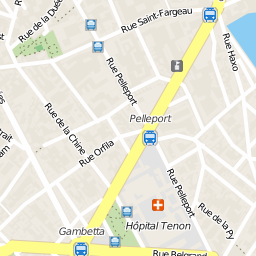 Rue Saint-Fargeau
Rue de la Duée
Rue Haxo
Rue Pelleport
Pelleport
Rue de la Chine
Rue Orfila
Rue Pelleport
Rue de la Py
Hôpital Tenon
Gambetta
Rue Belgrand